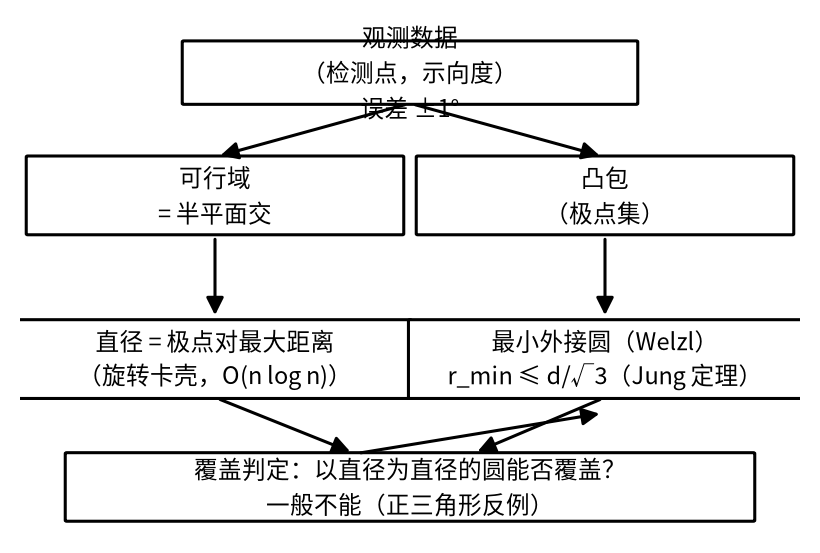 观测数据
（检测点，示向度）
误差 ±1°
可行域
= 半平面交
凸包
（极点集）
直径 = 极点对最大距离
（旋转卡壳，O(n log n)）
最小外接圆（Welzl）
r_min ≤ d/√3（Jung 定理）
覆盖判定：以直径为直径的圆能否覆盖？
一般不能（正三角形反例）